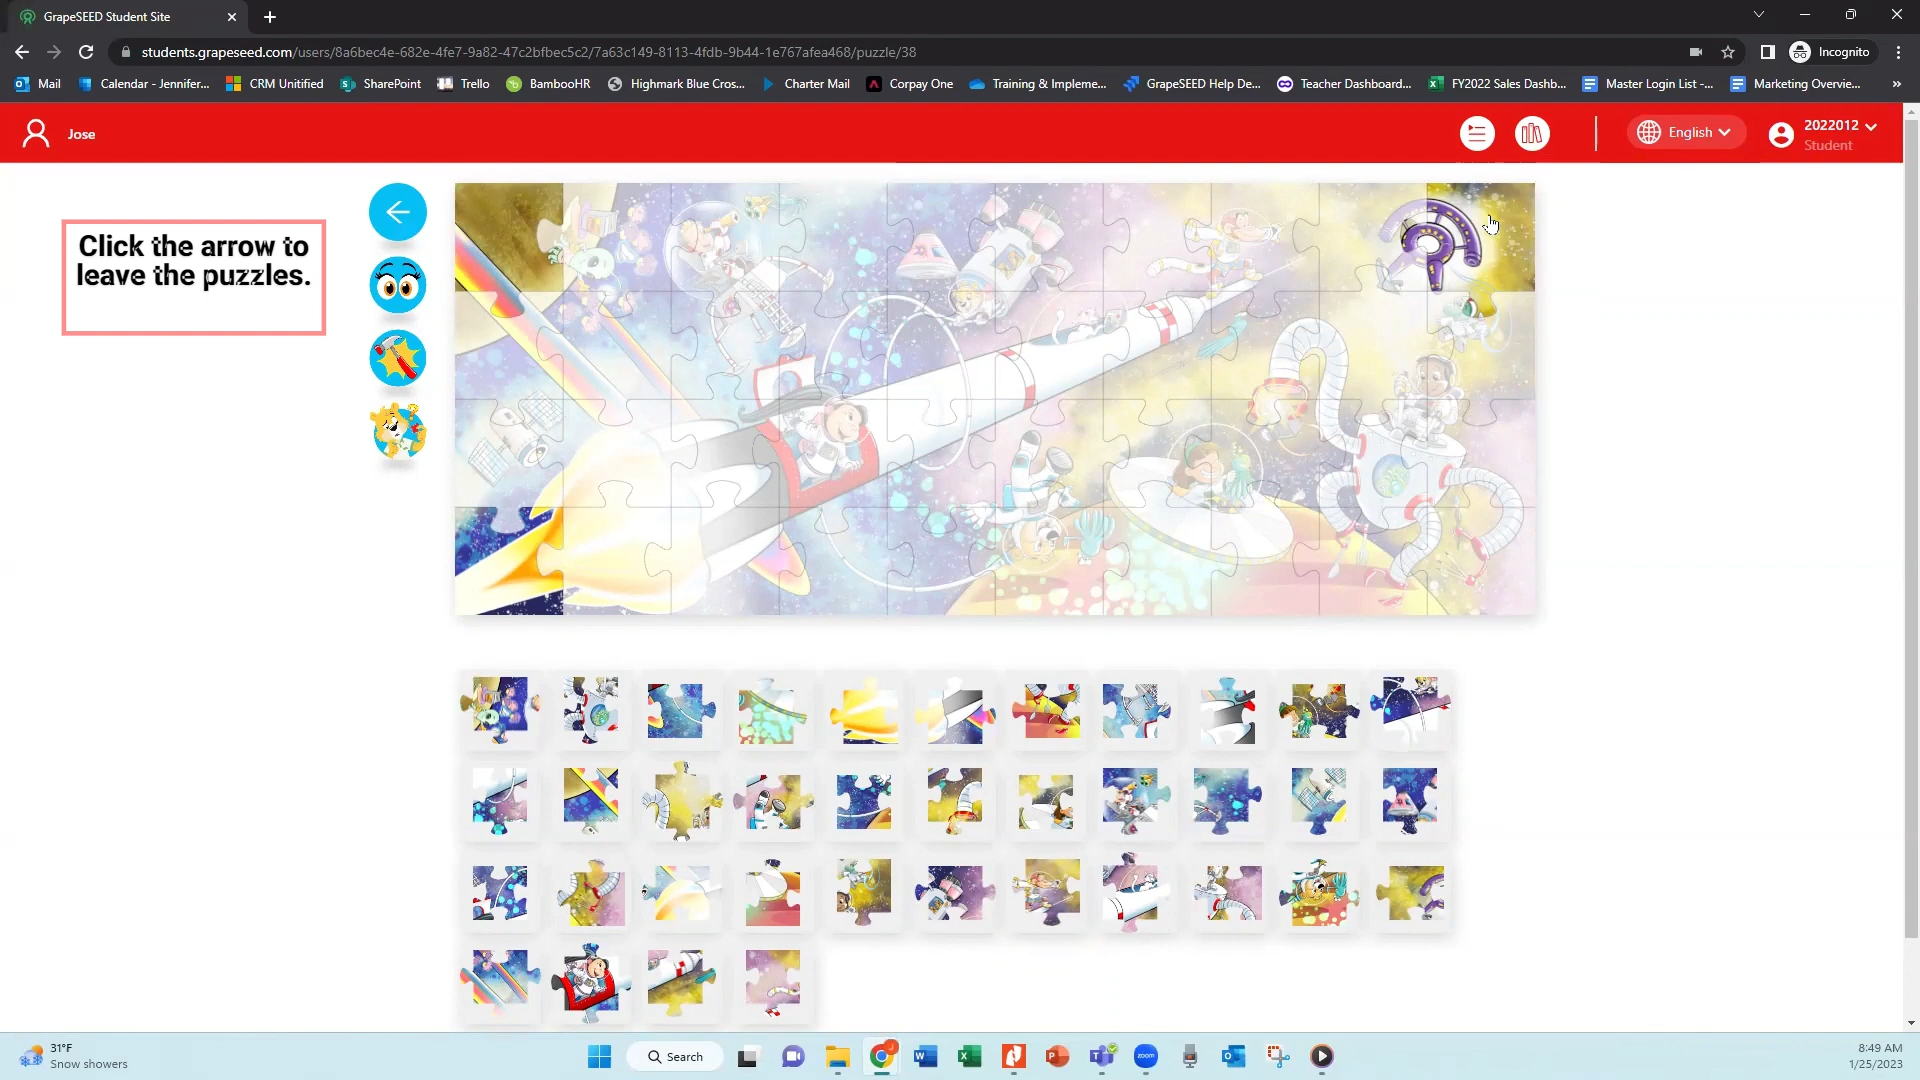 GrapeSEED Student Site
students.grapeseed.com/users/8a6bec4e-682e-4fe7-9a82-47c2bfbec5c2/7a63c149-8113-4fdb-9b44-1e767afea468/puzzle/38
Incognito
Mail
Calendar - Jennifer...
CRM Unitified
SharePoint
Trello
BambooHR
Highmark Blue Cros...
Charter Mail
Corpay One
Training & Impleme...
GrapeSEED Help De...
Teacher Dashboard...
FY2022 Sales Dashb...
Master Login List -...
Marketing Overvie...
Jose
English
2022012
Student
Click the arrow to
leave the puzzles.
31°F
Snow showers
Search
zoom
8:49 AM
1/25/2023